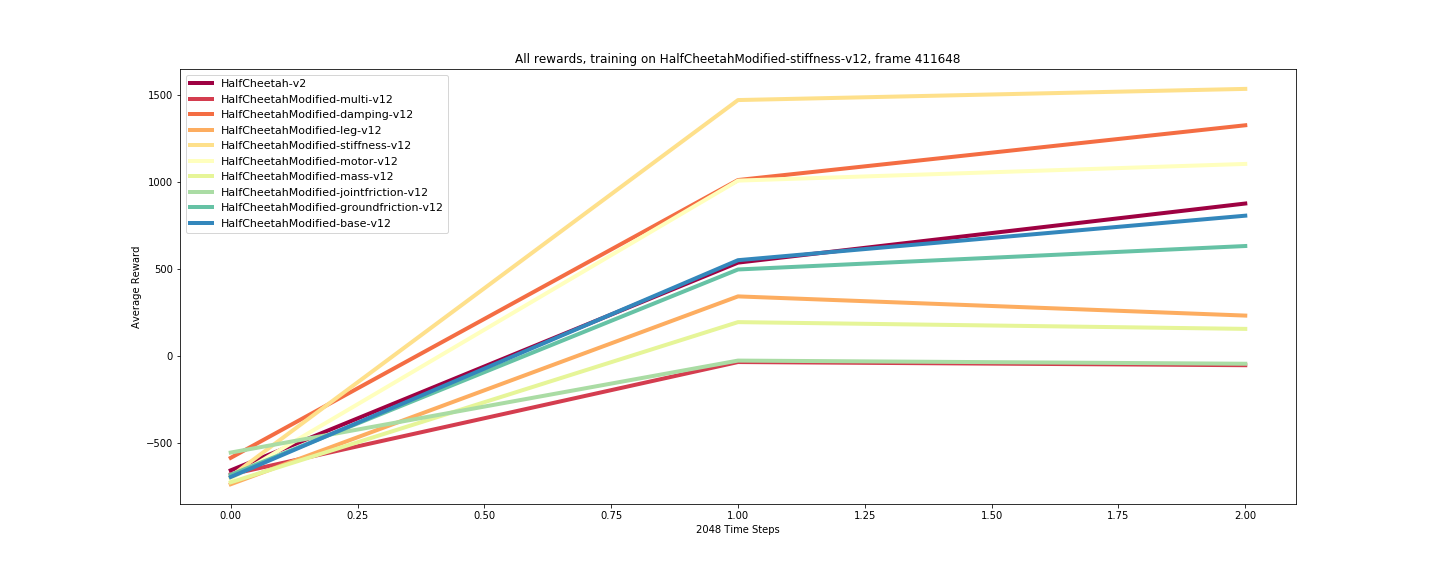 All rewards, training on HalfCheetahModified-stiffness-v12, frame 411648
HalfCheetah-v2
HalfCheetahModified-multi-v12
HalfCheetahModified-damping-v12
HalfCheetahModified-leg-v12
HalfCheetahModified-stiffness-v12
HalfCheetahModified-motor-v12
HalfCheetahModified-mass-v12
HalfCheetahModified-jointfriction-v12
HalfCheetahModified-groundfriction-v12
HalfCheetahModified-base-v12
Average Reward
1500
1000
500
0
−500
0.00 0.25 0.50 0.75 1.00 1.25 1.50 1.75 2.00
2048 Time Steps